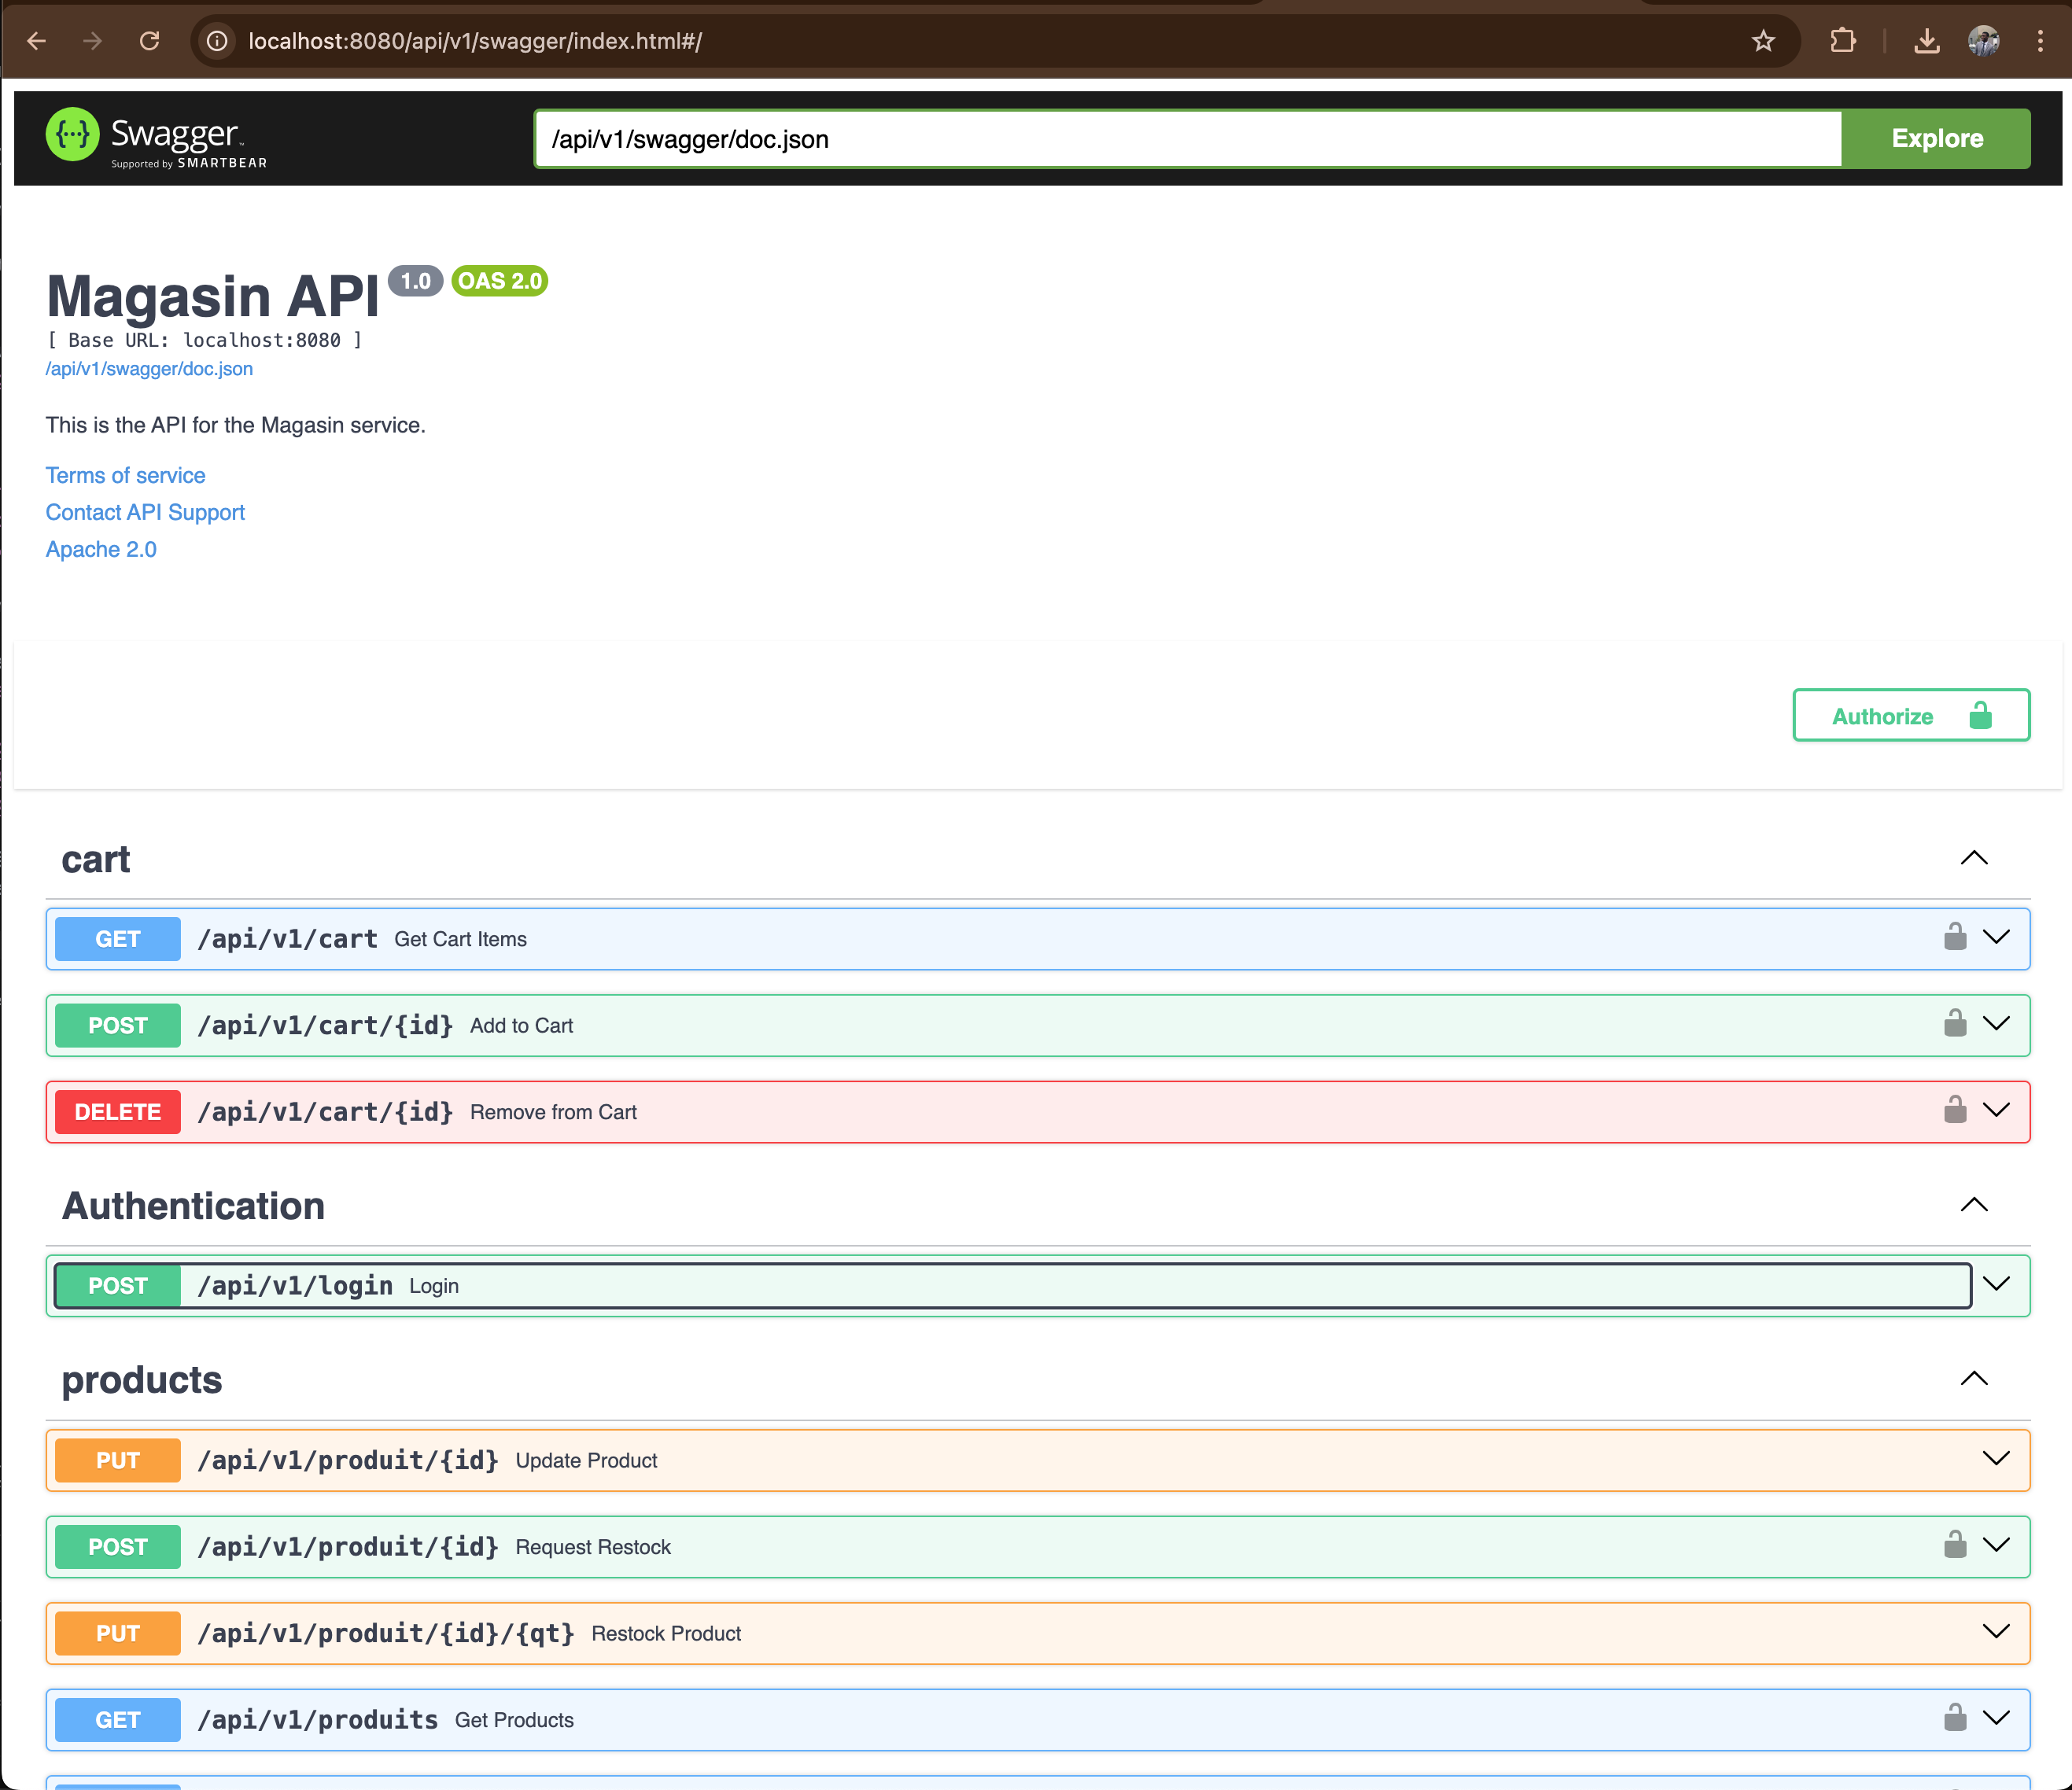 localhost:8080/api/v1/swagger/index.html#/
Swagger™
Supported by SMARTBEAR
/api/v1/swagger/doc.json
Explore
Magasin API 1.0 OAS 2.0
[ Base URL: localhost:8080 ]
/api/v1/swagger/doc.json
This is the API for the Magasin service.
Terms of service
Contact API Support
Apache 2.0
Authorize
cart
GET /api/v1/cart Get Cart Items
POST /api/v1/cart/{id} Add to Cart
DELETE /api/v1/cart/{id} Remove from Cart
Authentication
POST /api/v1/login Login
products
PUT /api/v1/produit/{id} Update Product
POST /api/v1/produit/{id} Request Restock
PUT /api/v1/produit/{id}/{qt} Restock Product
GET /api/v1/produits Get Products